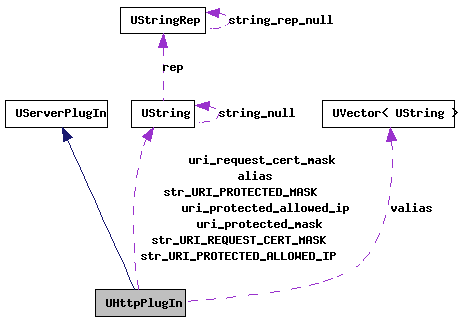 UStringRep
string_rep_null
rep
UServerPlugIn
UString
string_null
UVector< UString >
uri_request_cert_mask
alias
str_URI_PROTECTED_MASK
uri_protected_allowed_ip
valias
uri_protected_mask
str_URI_REQUEST_CERT_MASK
str_URI_PROTECTED_ALLOWED_IP
UHttpPlugIn